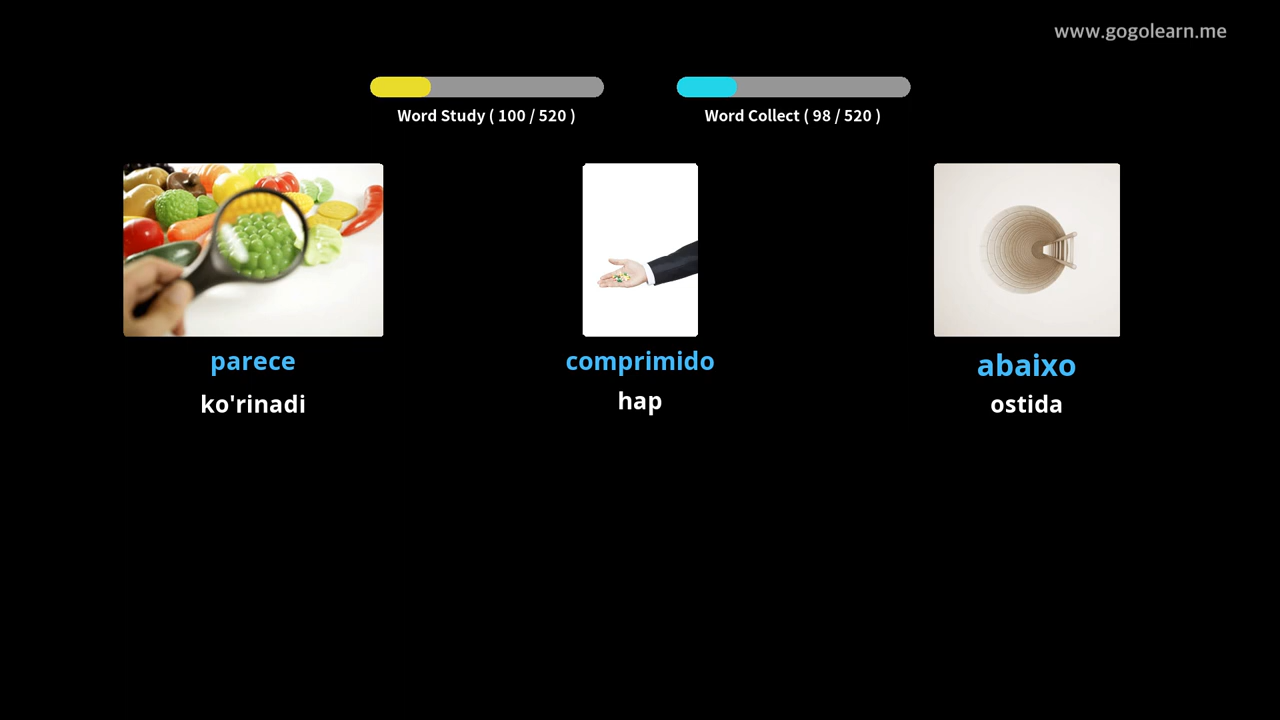 www.gogolearn.me
Word Study ( 100 / 520 )
Word Collect ( 98 / 520 )
parece
ko'rinadi
comprimido
hap
abaixo
ostida